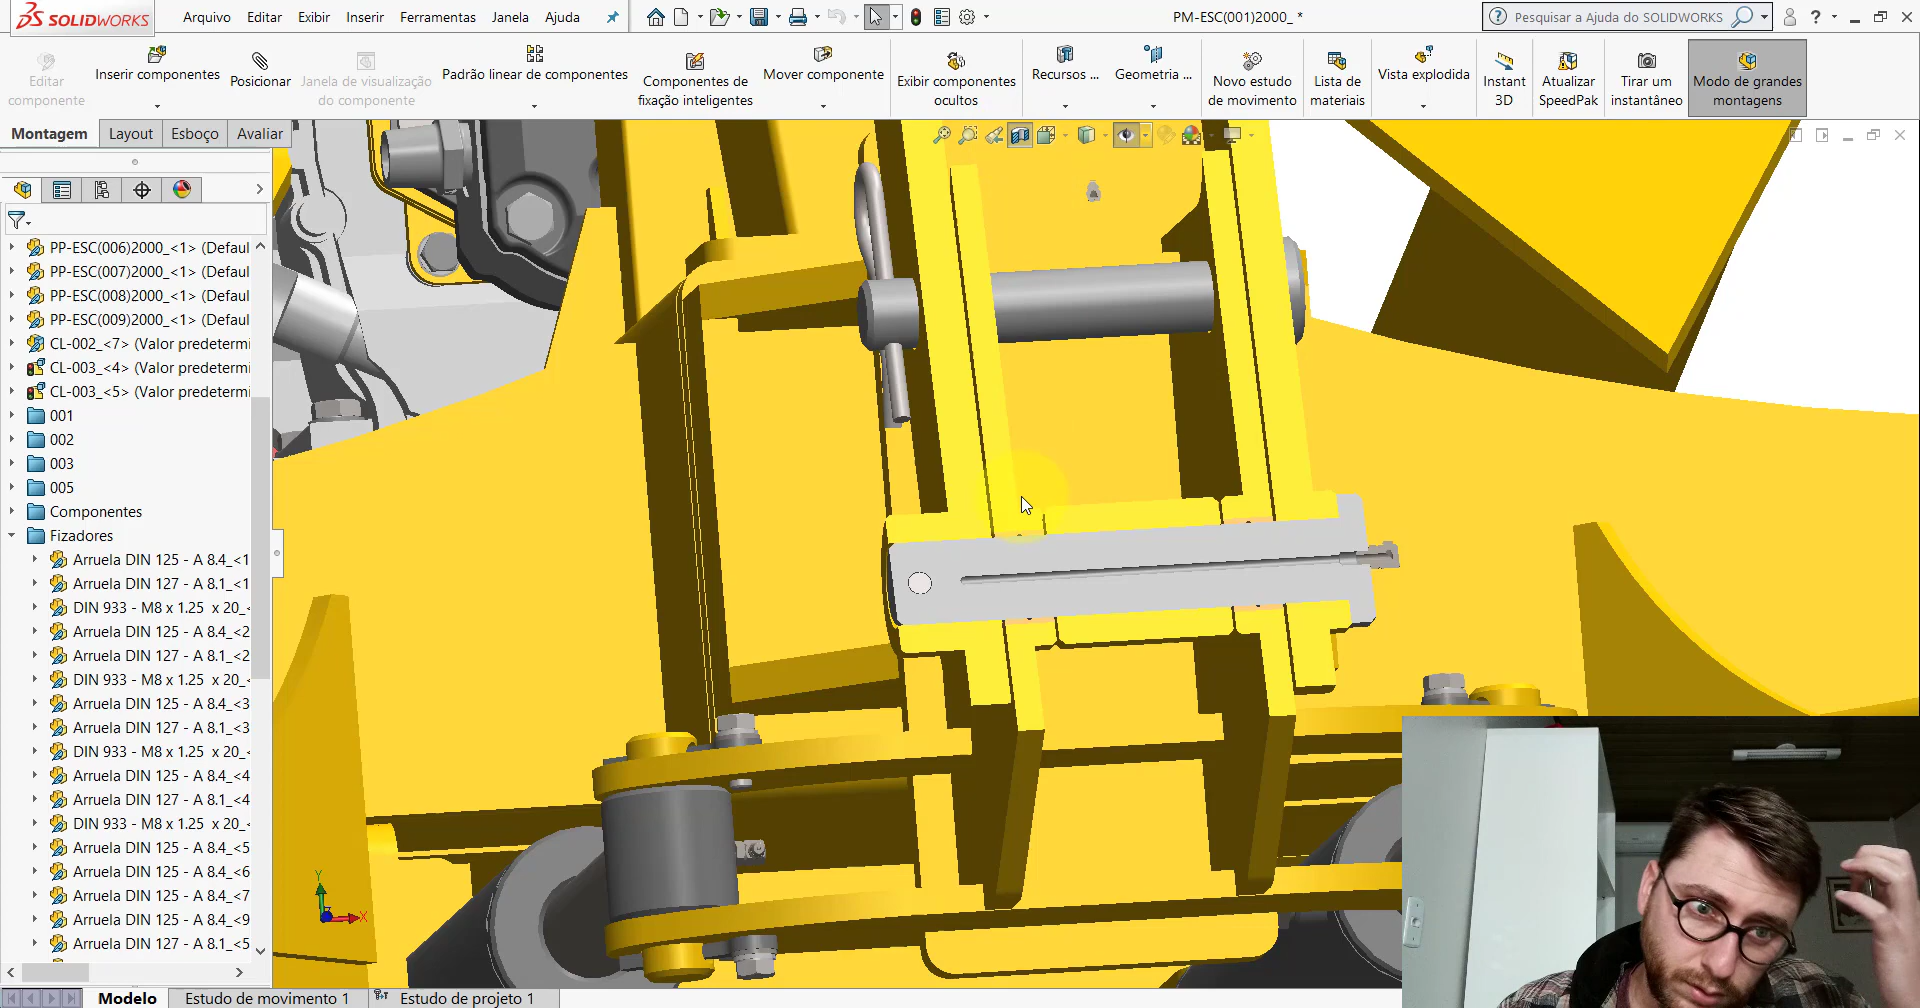 SOLIDWORKS
Arquivo Editar Exibir Inserir Ferramentas Janela Ajuda
PM-ESC(001)2000_ *
Pesquisar a Ajuda do SOLIDWORKS
Editar componente
Inserir componentes
Posicionar
Janela de visualização do componente
Padrão linear de componentes
Componentes de fixação inteligentes
Mover componente
Exibir componentes ocultos
Recursos ...
Geometria ...
Novo estudo de movimento
Lista de materiais
Vista explodida
Instant 3D
Atualizar SpeedPak
Tirar um instantâneo
Modo de grandes montagens
Montagem Layout Esboço Avaliar
PP-ESC(006)2000_<1> (Defaul
PP-ESC(007)2000_<1> (Defaul
PP-ESC(008)2000_<1> (Defaul
PP-ESC(009)2000_<1> (Defaul
CL-002_<7> (Valor predetermi
CL-003_<4> (Valor predetermi
CL-003_<5> (Valor predetermi
001
002
003
005
Componentes
Fizadores
Arruela DIN 125 - A 8.4_<1
Arruela DIN 127 - A 8.1_<1
DIN 933 - M8 x 1.25 x 20_<
Arruela DIN 125 - A 8.4_<2
Arruela DIN 127 - A 8.1_<2
DIN 933 - M8 x 1.25 x 20_<
Arruela DIN 125 - A 8.4_<3
Arruela DIN 127 - A 8.1_<3
DIN 933 - M8 x 1.25 x 20_<
Arruela DIN 125 - A 8.4_<4
Arruela DIN 127 - A 8.1_<4
DIN 933 - M8 x 1.25 x 20_<
Arruela DIN 125 - A 8.4_<5
Arruela DIN 125 - A 8.4_<6
Arruela DIN 125 - A 8.4_<7
Arruela DIN 125 - A 8.4_<9
Arruela DIN 127 - A 8.1_<5
Y
X
Modelo Estudo de movimento 1 Estudo de projeto 1